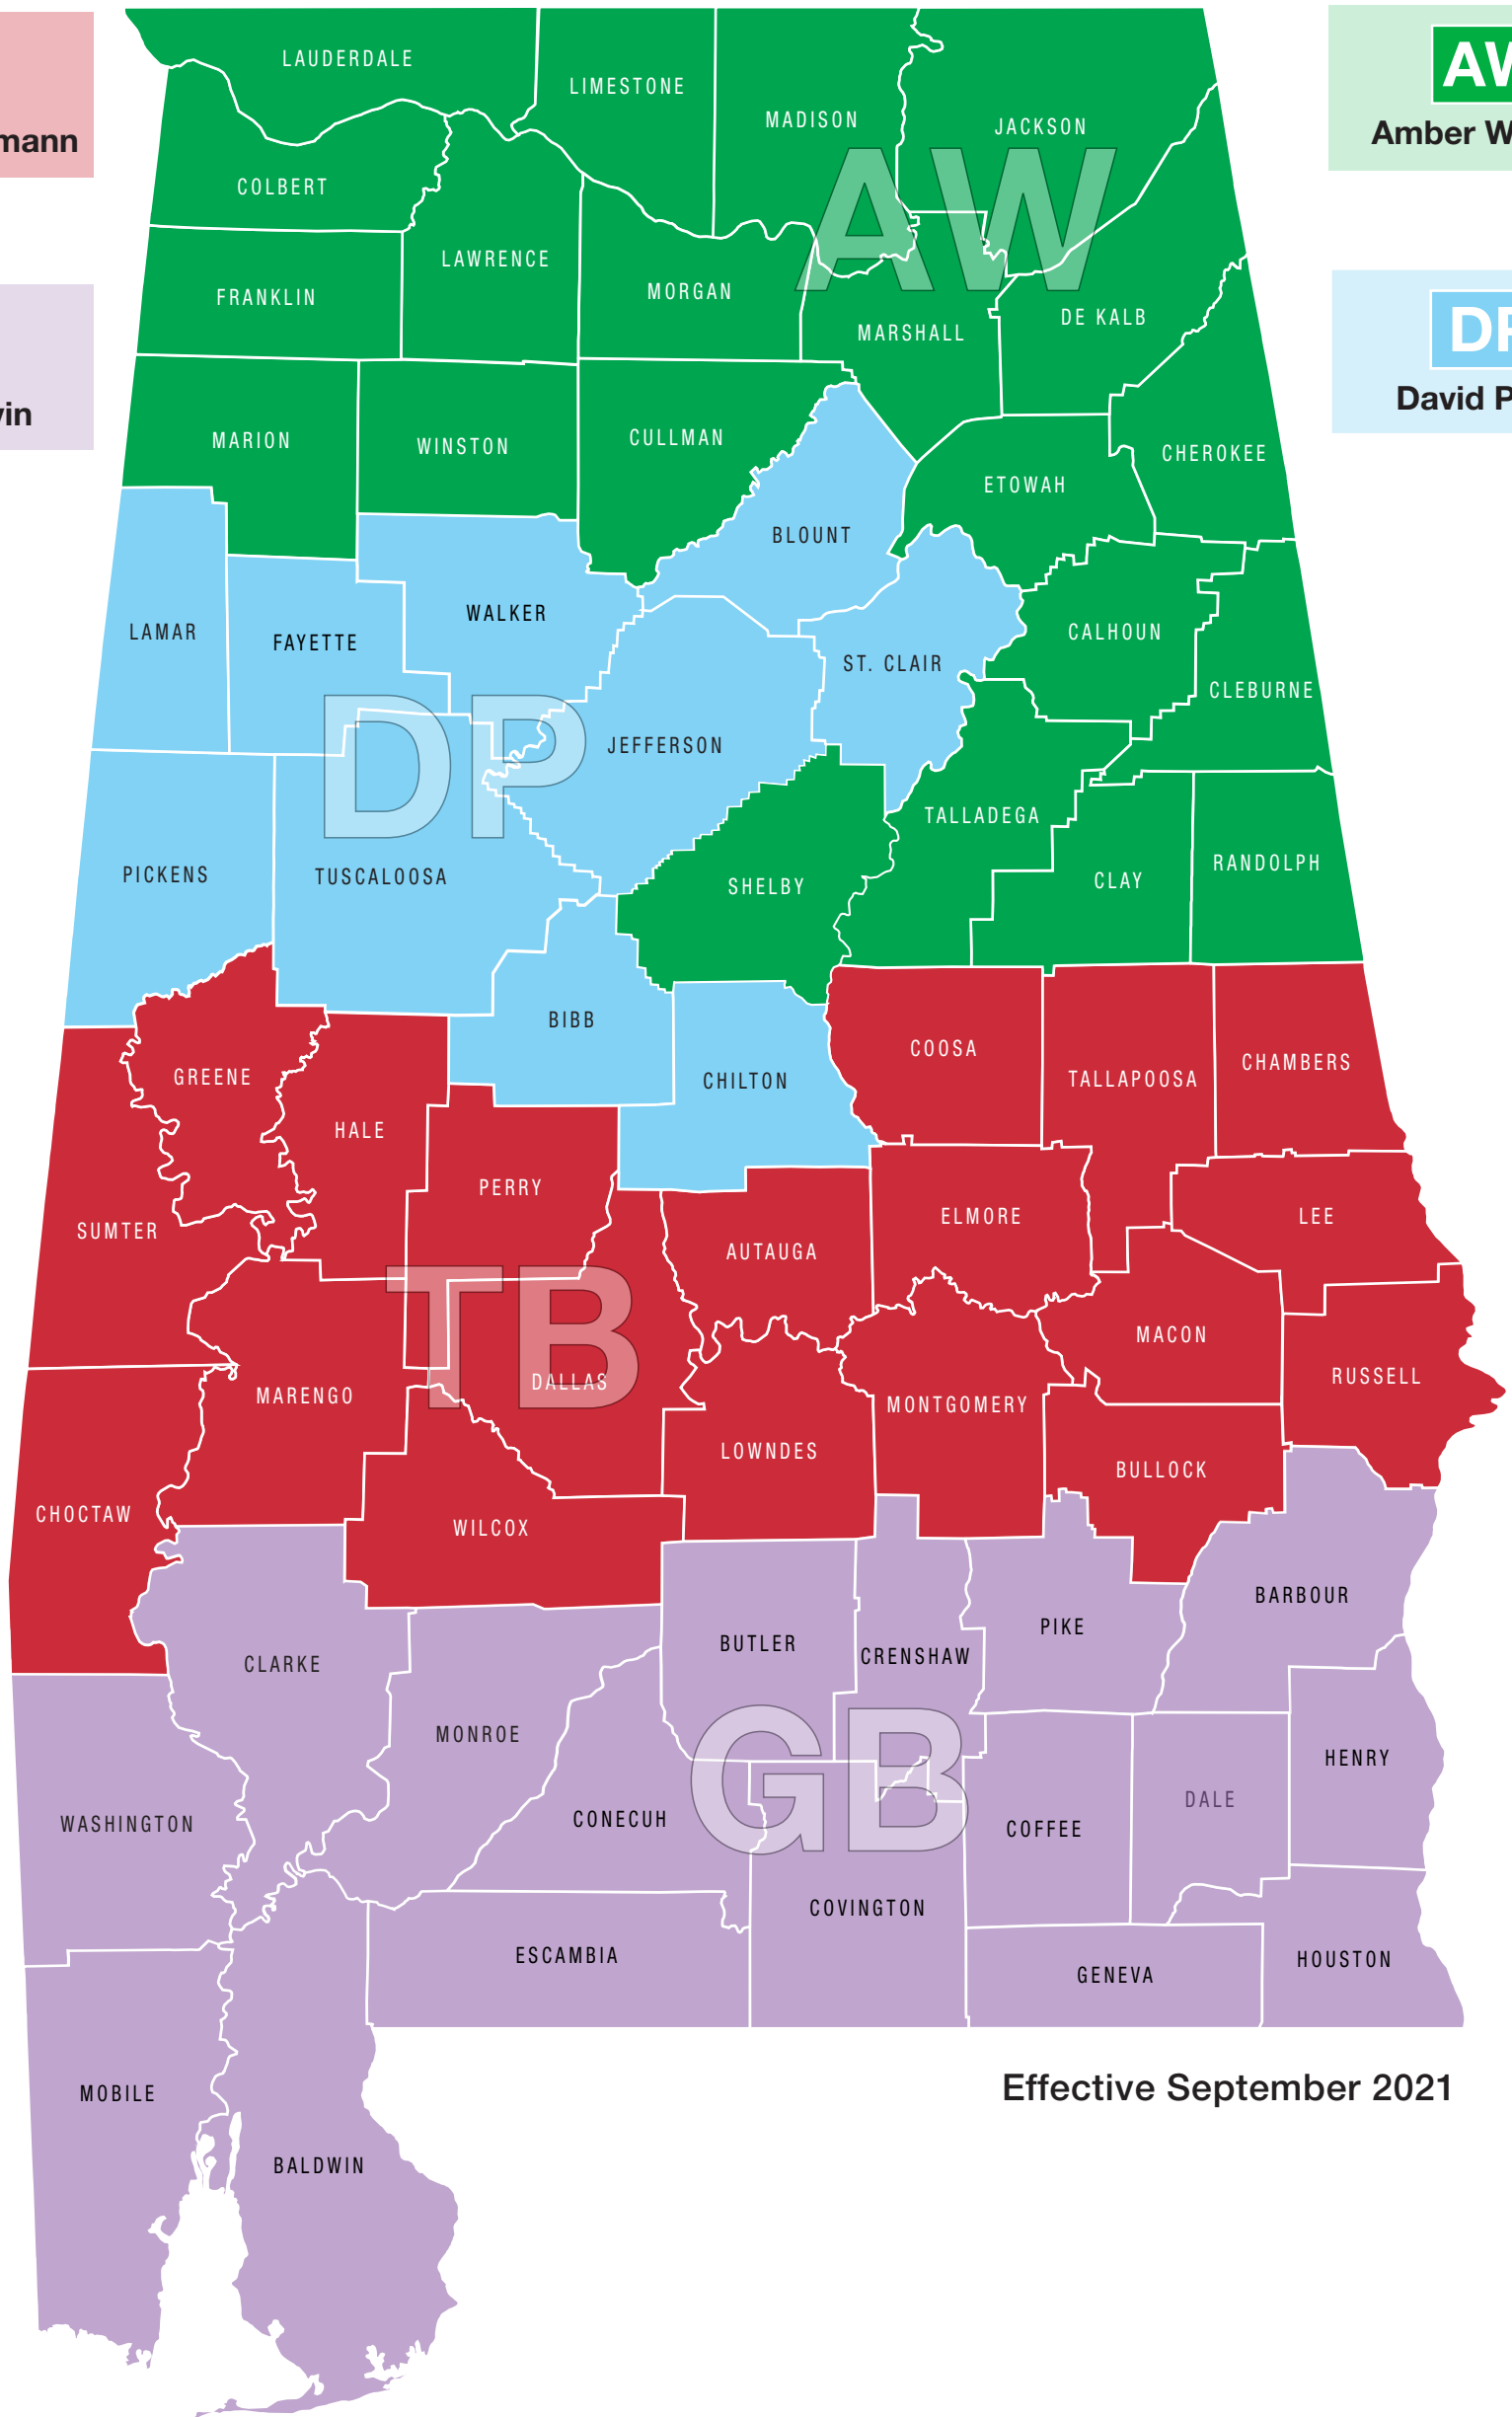 LAUDERDALE
LIMESTONE
MADISON
JACKSON
AW
COLBERT
LAWRENCE
FRANKLIN
MORGAN
MARSHALL
DE KALB
MARION
WINSTON
CULLMAN
CHEROKEE
ETOWAH
BLOUNT
LAMAR
FAYETTE
WALKER
CALHOUN
ST. CLAIR
CLEBURNE
JEFFERSON
DP
TALLADEGA
PICKENS
TUSCALOOSA
SHELBY
CLAY
RANDOLPH
BIBB
COOSA
CHAMBERS
GREENE
CHILTON
TALLAPOOSA
HALE
PERRY
ELMORE
LEE
SUMTER
AUTAUGA
TB
MACON
RUSSELL
MARENGO
DALLAS
MONTGOMERY
LOWNDES
BULLOCK
CHOCTAW
WILCOX
BARBOUR
PIKE
BUTLER
CRENSHAW
CLARKE
MONROE
GB
HENRY
WASHINGTON
CONECUH
COFFEE
DALE
COVINGTON
ESCAMBIA
GENEVA
HOUSTON
MOBILE
BALDWIN
mann
vin
AW
Amber W
DP
David P
Effective September 2021